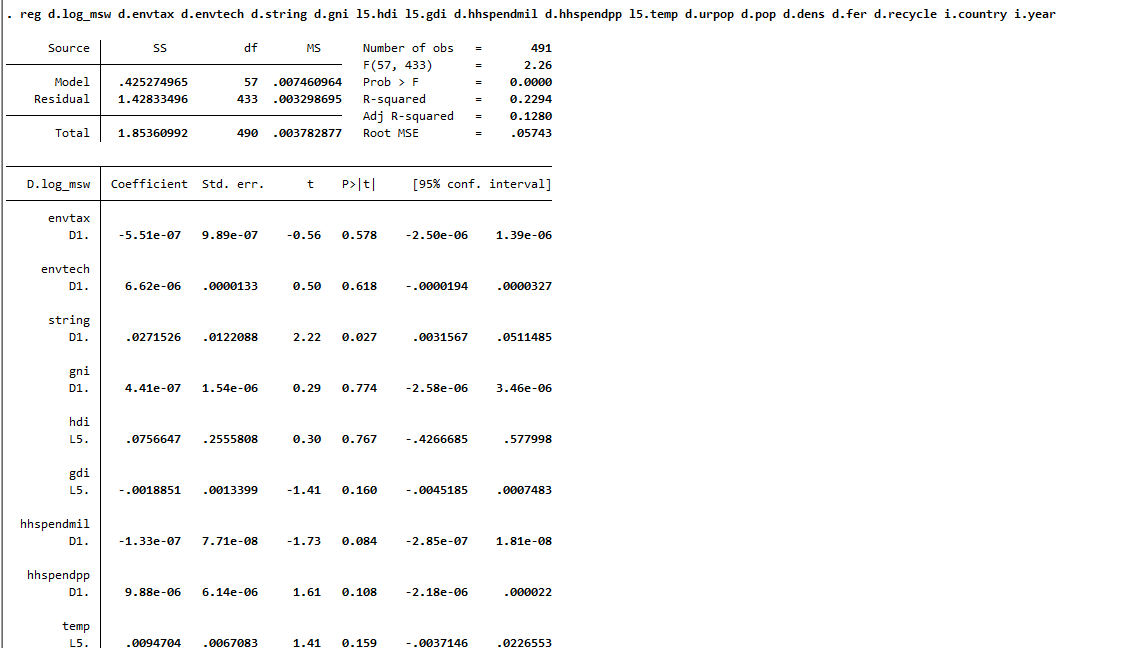 . reg d.log_msw d.envtax d.envtech d.string d.gni l5.hdi l5.gdi d.hhspendmil d.hhspendpp l5.temp d.urpop d.pop d.dens d.fer d.recycle i.country i.year
Source SS df MS Number of obs = 491
F(57, 433) = 2.26
Model .425274965 57 .007460964 Prob > F = 0.0000
Residual 1.42833496 433 .003298695 R-squared = 0.2294
Adj R-squared = 0.1280
Total 1.85360992 490 .003782877 Root MSE = .05743
D.log_msw Coefficient Std. err. t P>|t| [95% conf. interval]
envtax
D1. -5.51e-07 9.89e-07 -0.56 0.578 -2.50e-06 1.39e-06
envtech
D1. 6.62e-06 .0000133 0.50 0.618 -.0000194 .0000327
string
D1. .0271526 .0122088 2.22 0.027 .0031567 .0511485
gni
D1. 4.41e-07 1.54e-06 0.29 0.774 -2.58e-06 3.46e-06
hdi
L5. .0756647 .2555808 0.30 0.767 -.4266685 .577998
gdi
L5. -.0018851 .0013399 -1.41 0.160 -.0045185 .0007483
hhspendmil
D1. -1.33e-07 7.71e-08 -1.73 0.084 -2.85e-07 1.81e-08
hhspendpp
D1. 9.88e-06 6.14e-06 1.61 0.108 -2.18e-06 .000022
temp
L5. .0094704 .0067083 1.41 0.159 -.0037146 .0226553